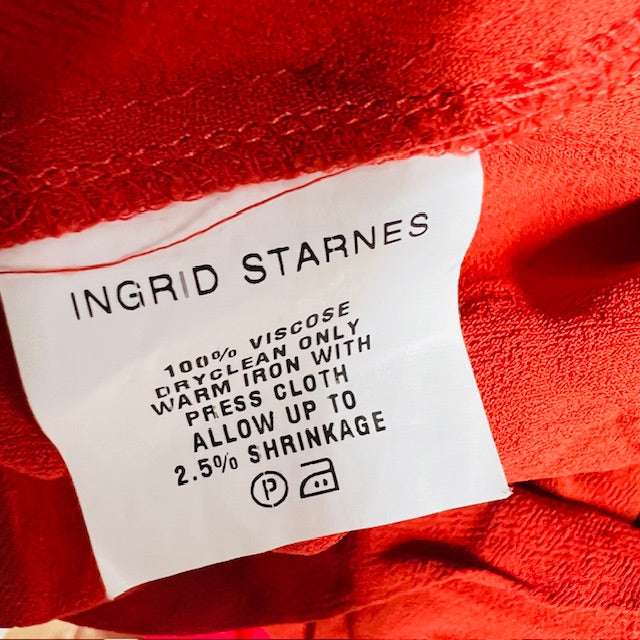 INGRID STARNES
100% VISCOSE
DRYCLEAN ONLY
WARM IRON WITH
PRESS CLOTH
ALLOW UP TO
2.5% SHRINKAGE
P